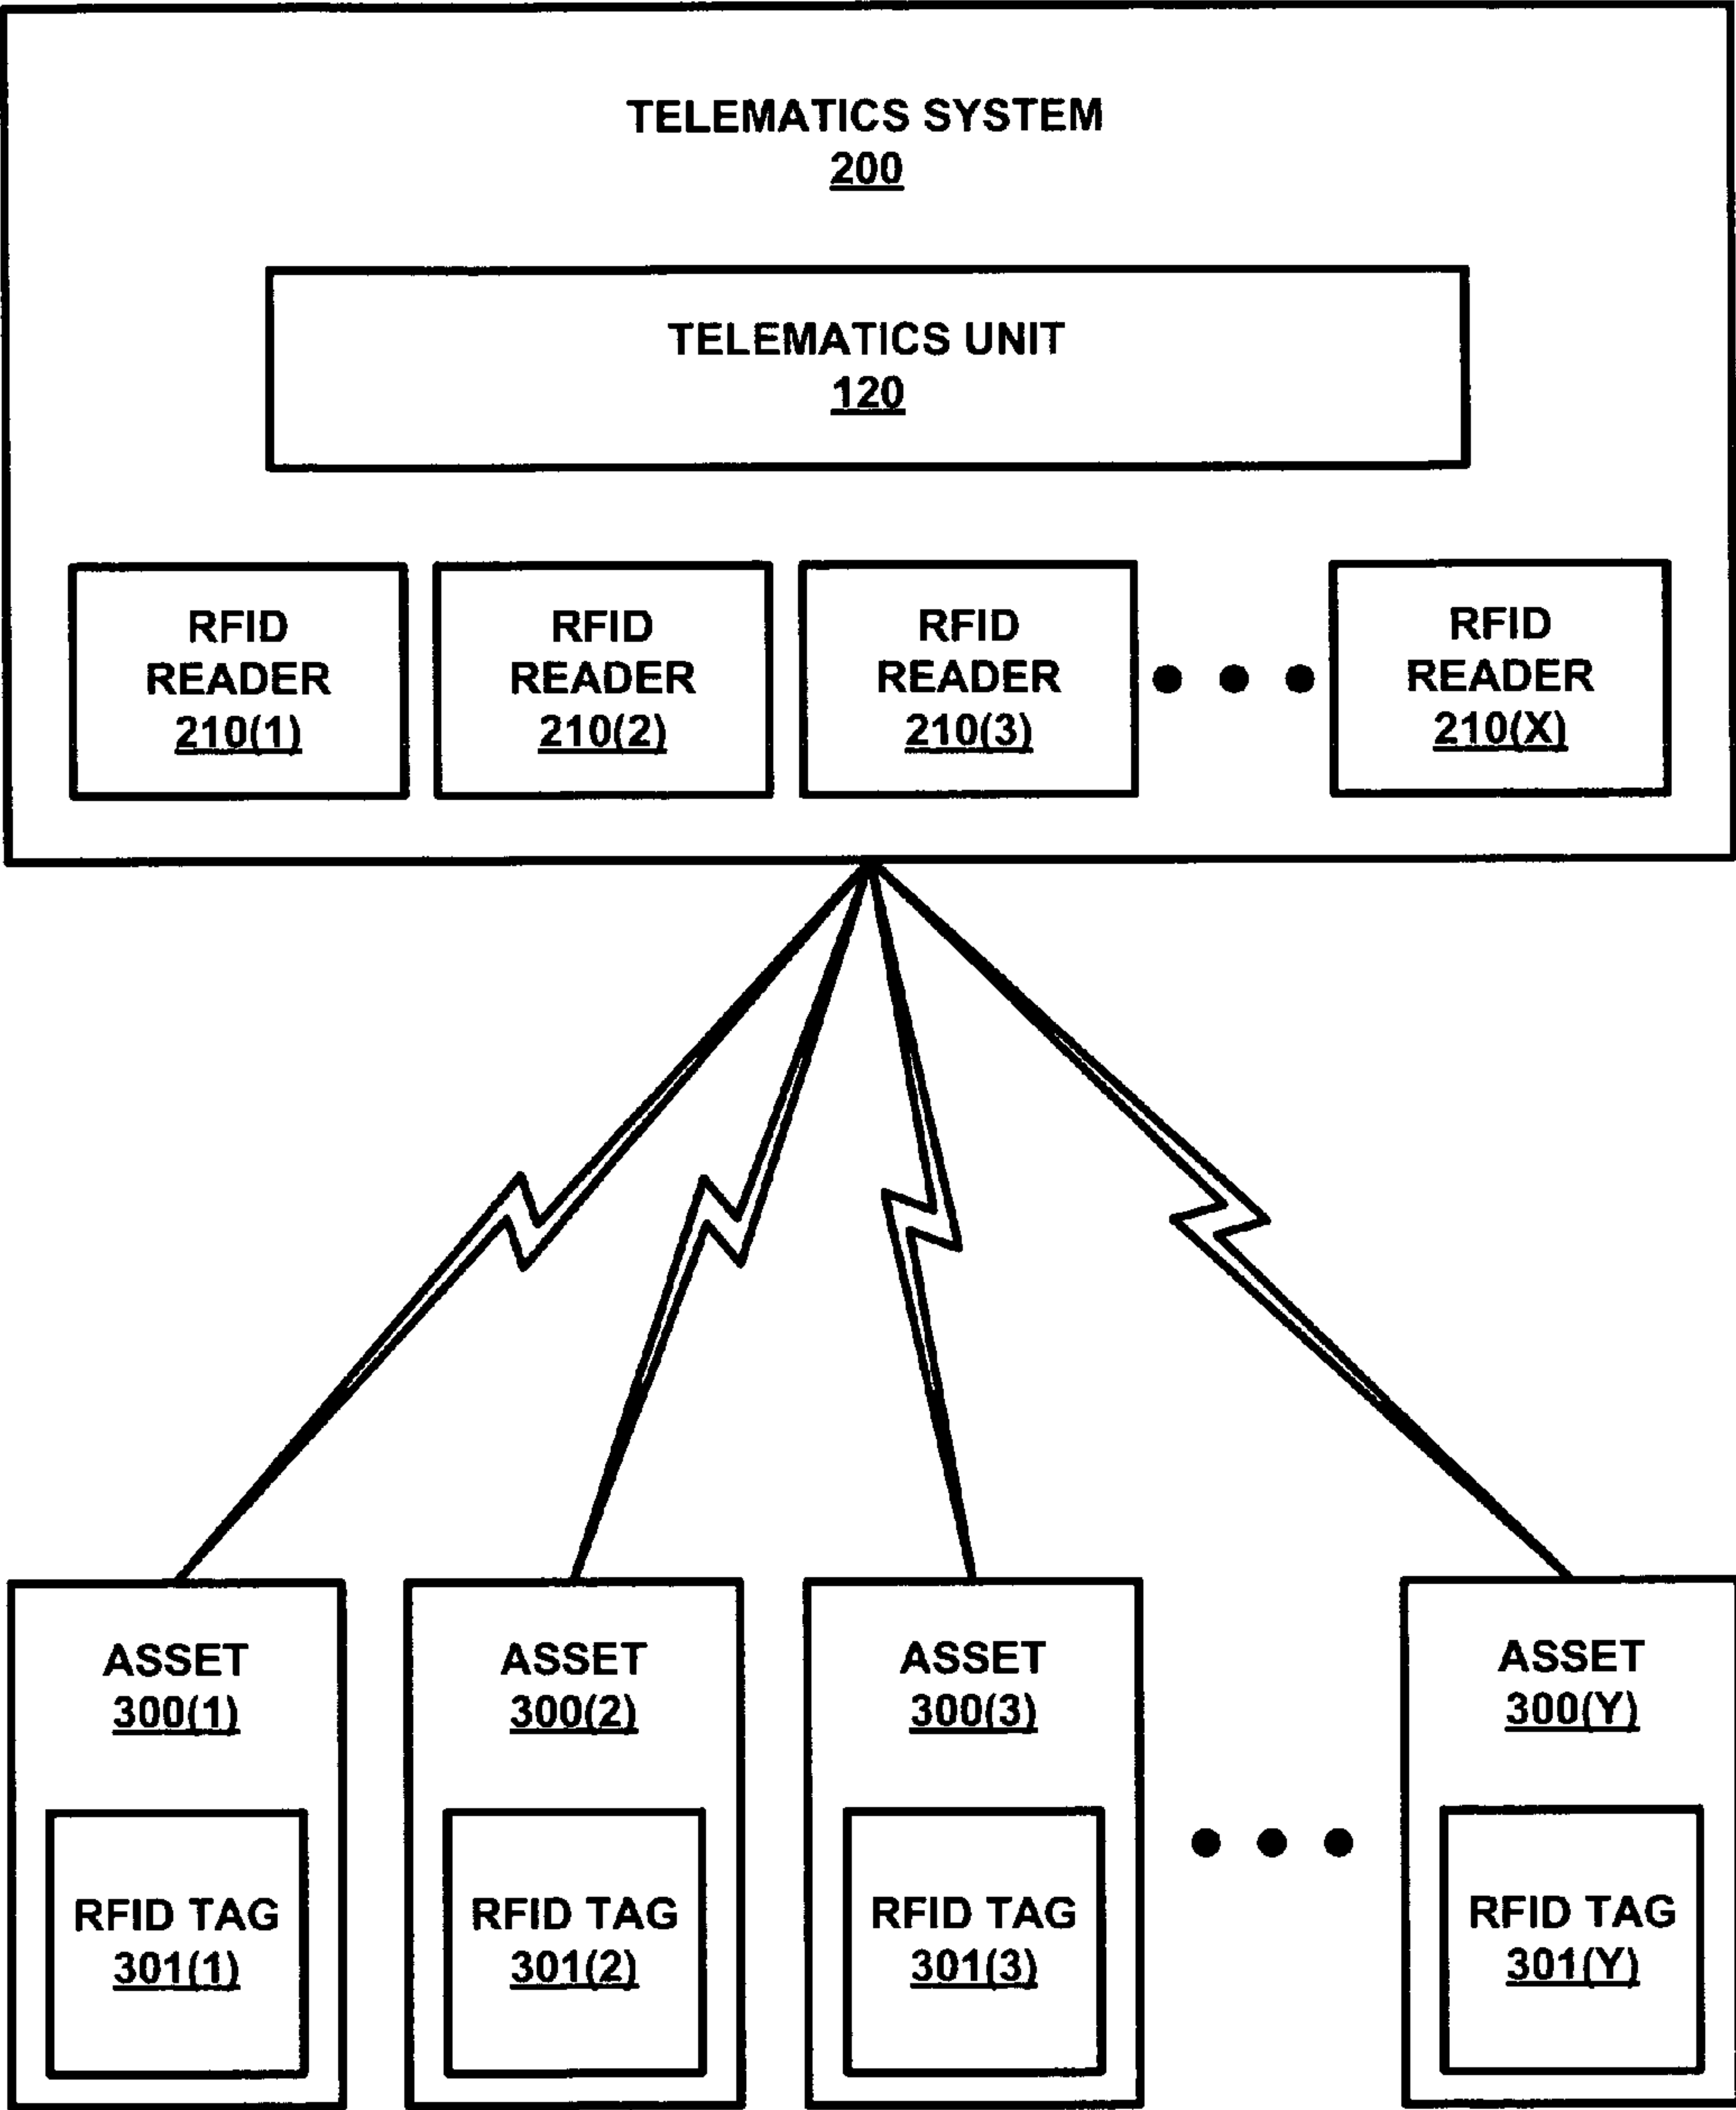 TELEMATICS SYSTEM
200
TELEMATICS UNIT
120
RFID
READER
210(1)
RFID
READER
210(2)
RFID
READER
210(3)
RFID
READER
210(X)
ASSET
300(1)
RFID TAG
301(1)
ASSET
300(2)
RFID TAG
301(2)
ASSET
300(3)
RFID TAG
301(3)
ASSET
300(Y)
RFID TAG
301(Y)